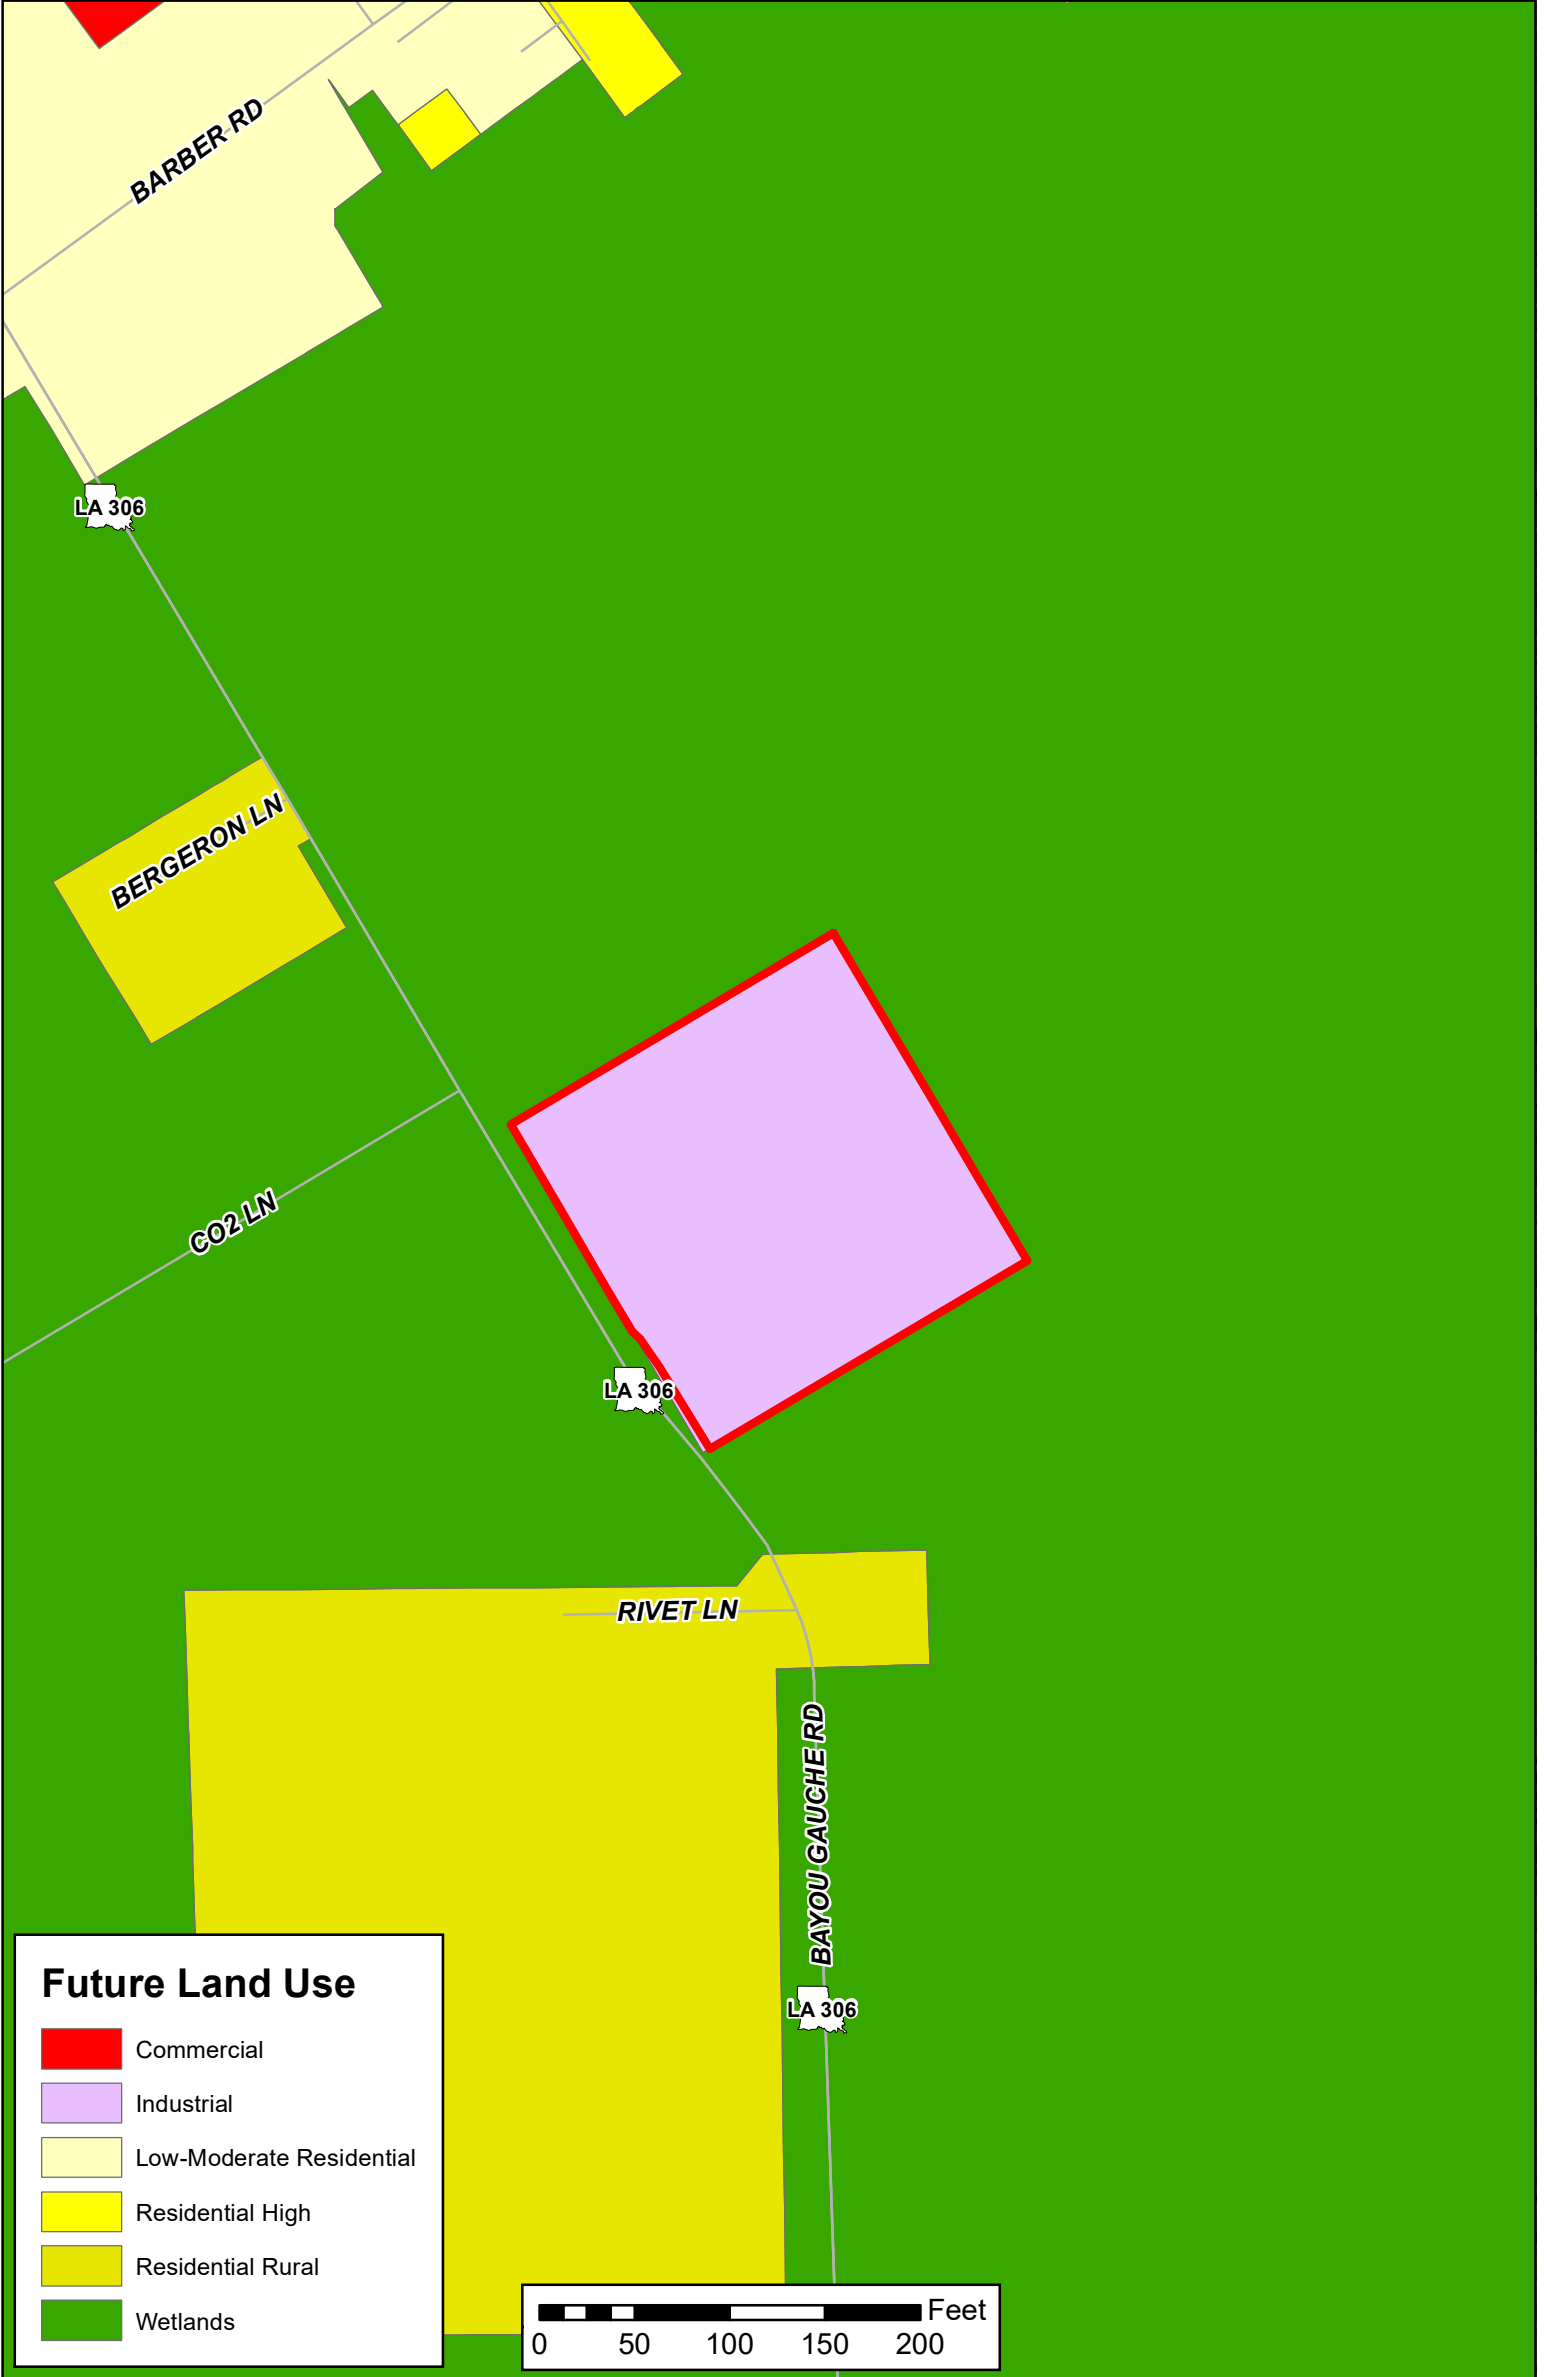 BARBER RD
LA 306
BERGERON LN
CO2 LN
LA 306
RIVET LN
BAYOU GAUCHE RD
LA 306
Future Land Use
Commercial
Industrial
Low-Moderate Residential
Residential High
Residential Rural
Wetlands
Feet
0 50 100 150 200